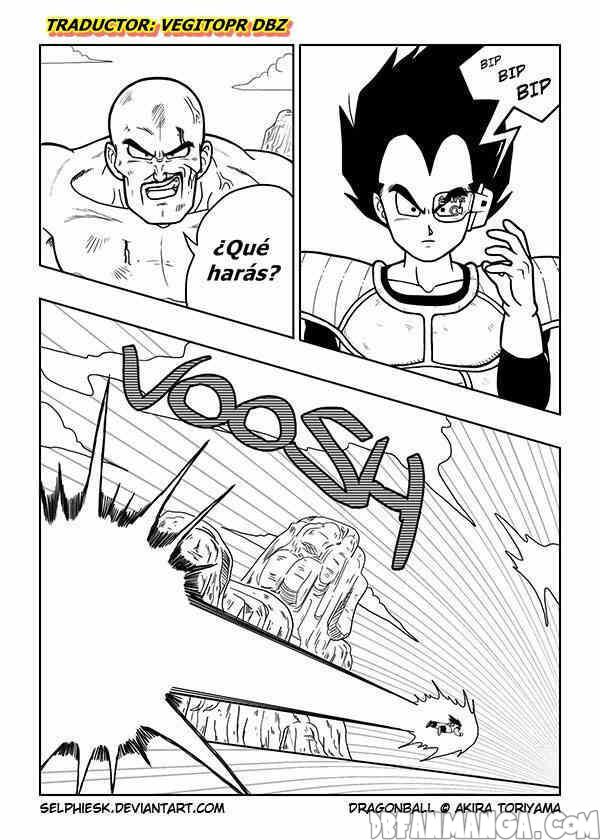 TRADUCTOR: VEGITOPR DBZ
BIP
BIP
BIP
¿Qué
harás?
VOOSH
SELPHIESK.DEVIANTART.COM
DRAGONBALL © AKIRA TORIYAMA
DBFANMANGA.COM